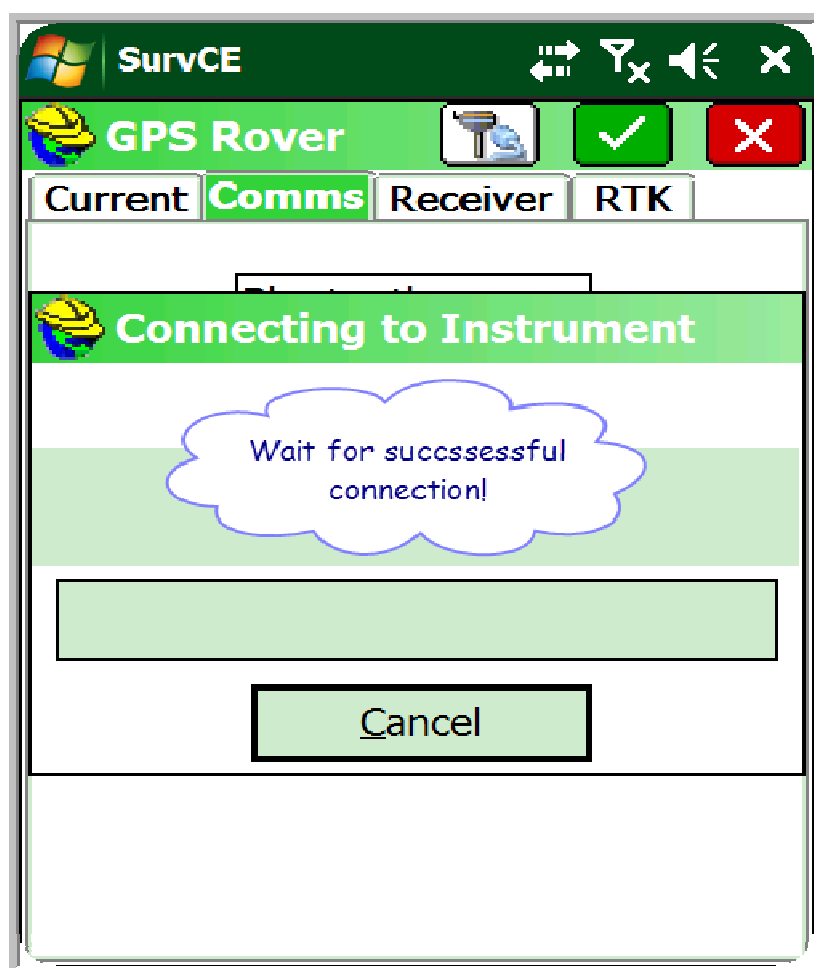 SurvCE
GPS Rover
Current Comms Receiver RTK
Connecting to Instrument
Wait for succssessful
connection!
Cancel